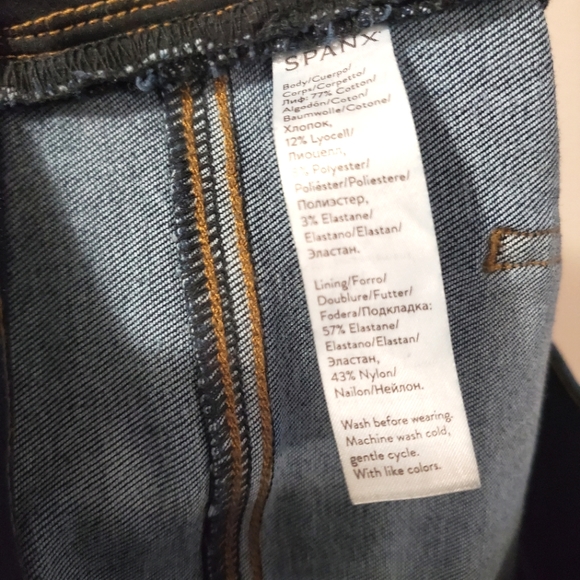 SPANX
Body/Cuerpo/
Corps/Corpetto/
Лиф: 77% Cotton/
Algodón/Coton/
Baumwolle/Cotone/
Хлопок,
12% Lyocell/
Лиоцелл,
Polyester/
Poliéster/Poliestere/
Полиэстер,
3% Elastane/
Elastano/Elastan/
Эластан.
Lining/Forro/
Doublure/Futter/
Fodera/Подкладка:
57% Elastane/
Elastano/Elastan/
Эластан,
43% Nylon/
Naïlon/Нейлон.
Wash before wearing.
Machine wash cold,
gentle cycle.
With like colors.